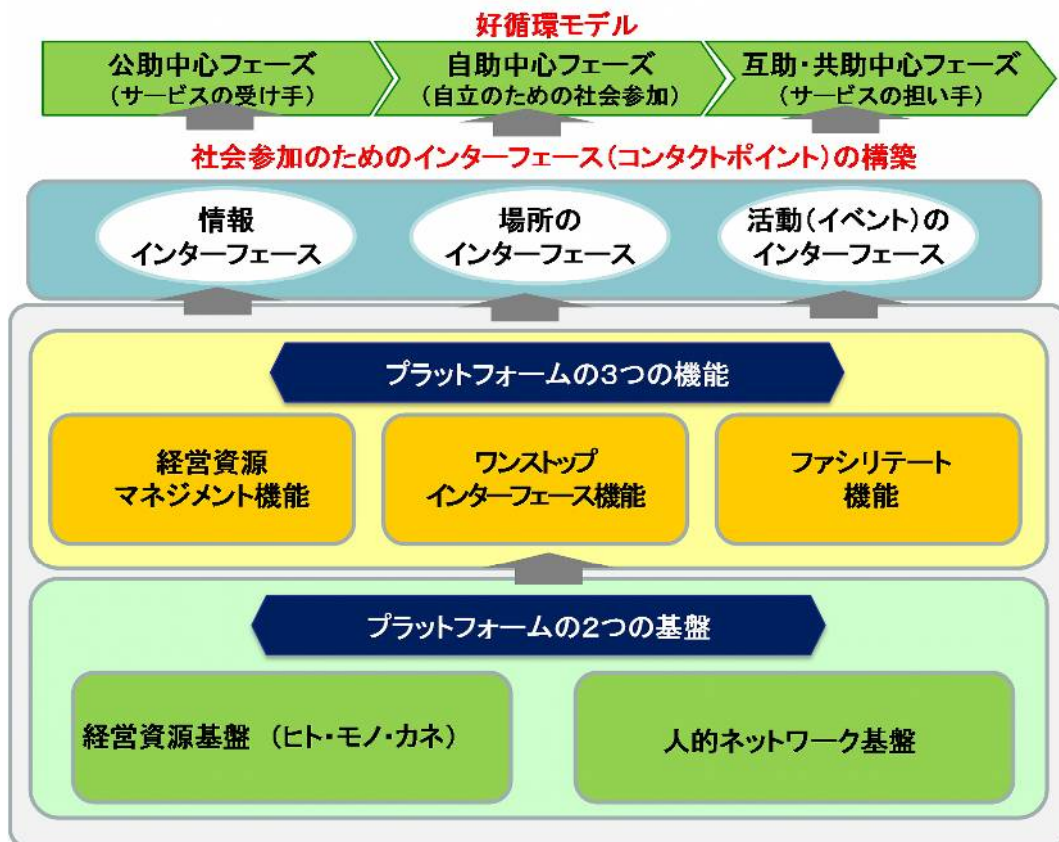 好循環モデル
公助中心フェーズ
（サービスの受け手）
自助中心フェーズ
（自立のための社会参加）
互助・共助中心フェーズ
（サービスの担い手）
社会参加のためのインターフェース（コンタクトポイント）の構築
情報
インターフェース
場所の
インターフェース
活動（イベント）の
インターフェース
プラットフォームの３つの機能
経営資源
マネジメント機能
ワンストップ
インターフェース機能
ファシリテート
機能
プラットフォームの２つの基盤
経営資源基盤　（ヒト・モノ・カネ）
人的ネットワーク基盤